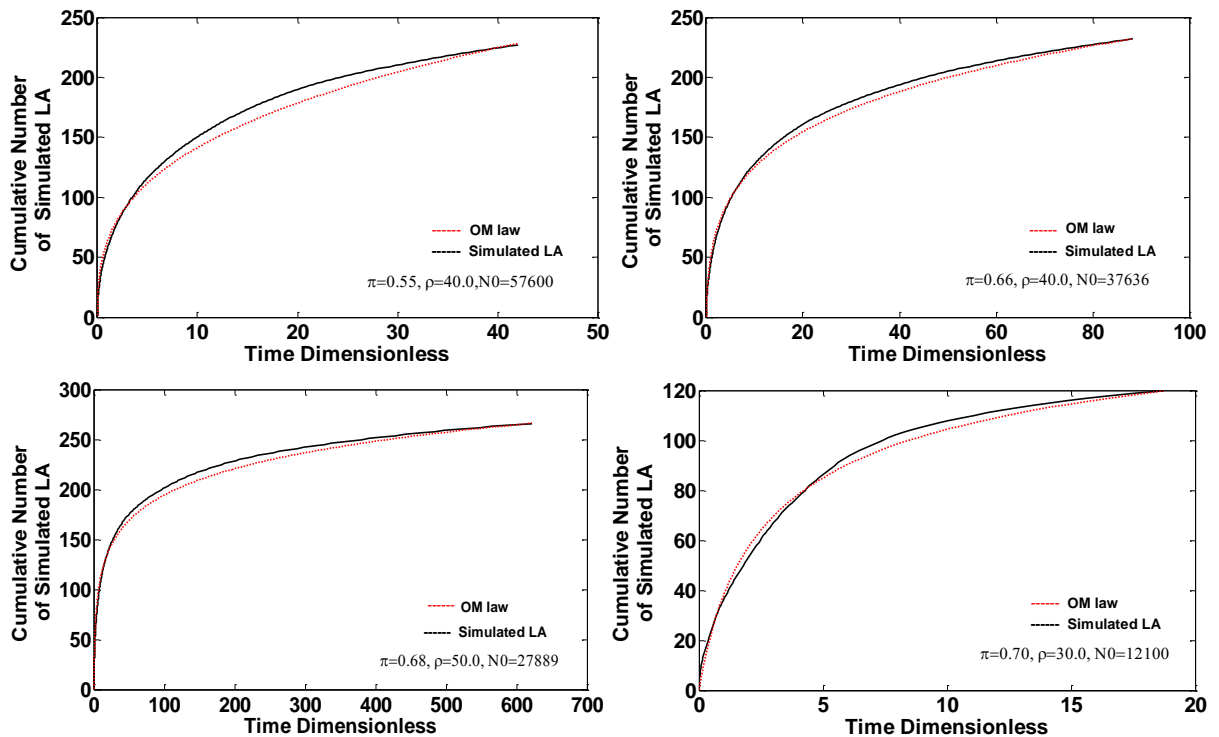 250
200
150
100
50
0
Cumulative Number
of Simulated LA
OM law
Simulated LA
π=0.55, ρ=40.0,N0=57600
0 10 20 30 40 50
Time Dimensionless
250
200
150
100
50
0
Cumulative Number
of Simulated LA
OM law
Simulated LA
π=0.66, ρ=40.0, N0=37636
0 20 40 60 80 100
Time Dimensionless
300
250
200
150
100
50
0
Cumulative Number
of Simulated LA
OM law
Simulated LA
π=0.68, ρ=50.0, N0=27889
0 100 200 300 400 500 600 700
Time Dimensionless
120
100
80
60
40
20
0
Cumulative Number
of Simulated LA
OM law
Simulated LA
π=0.70, ρ=30.0, N0=12100
0 5 10 15 20
Time Dimensionless